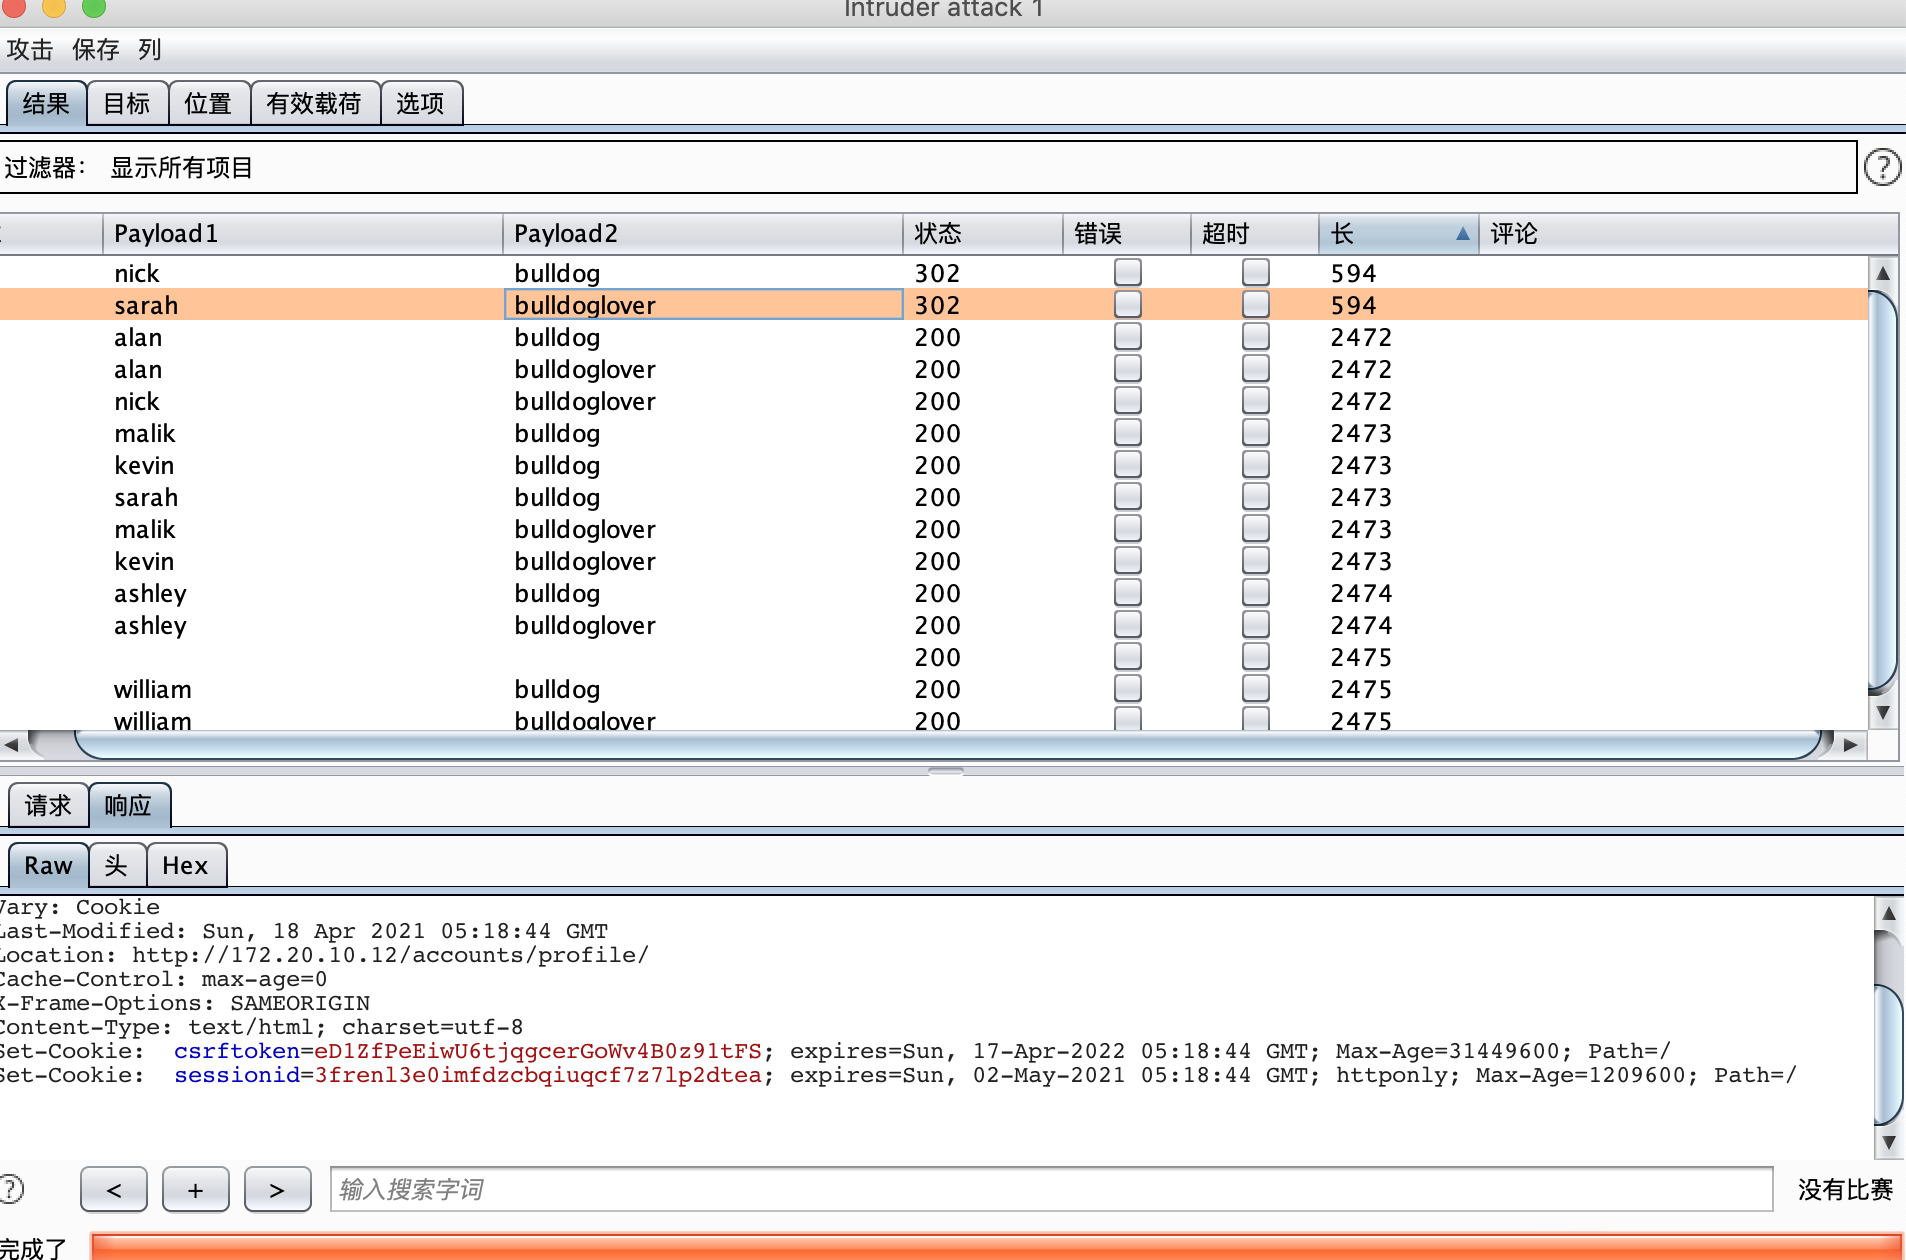 Intruder attack 1
攻击 保存 列
结果 目标 位置 有效载荷 选项
过滤器： 显示所有项目
Payload1 Payload2 状态 错误 超时 长 评论
nick bulldog 302 594
sarah bulldoglover 302 594
alan bulldog 200 2472
alan bulldoglover 200 2472
nick bulldoglover 200 2472
malik bulldog 200 2473
kevin bulldog 200 2473
sarah bulldog 200 2473
malik bulldoglover 200 2473
kevin bulldoglover 200 2473
ashley bulldog 200 2474
ashley bulldoglover 200 2474
200 2475
william bulldog 200 2475
william bulldoglover 200 2475
请求 响应
Raw 头 Hex
Vary: Cookie
Last-Modified: Sun, 18 Apr 2021 05:18:44 GMT
Location: http://172.20.10.12/accounts/profile/
Cache-Control: max-age=0
X-Frame-Options: SAMEORIGIN
Content-Type: text/html; charset=utf-8
Set-Cookie: csrftoken=eD1ZfPeEiwU6tjqgcerGoWv4B0z91tFS; expires=Sun, 17-Apr-2022 05:18:44 GMT; Max-Age=31449600; Path=/
Set-Cookie: sessionid=3frenl3e0imfdzcbqiuqcf7z7lp2dtea; expires=Sun, 02-May-2021 05:18:44 GMT; httponly; Max-Age=1209600; Path=/
? < + > 输入搜索字词 没有比赛
完成了